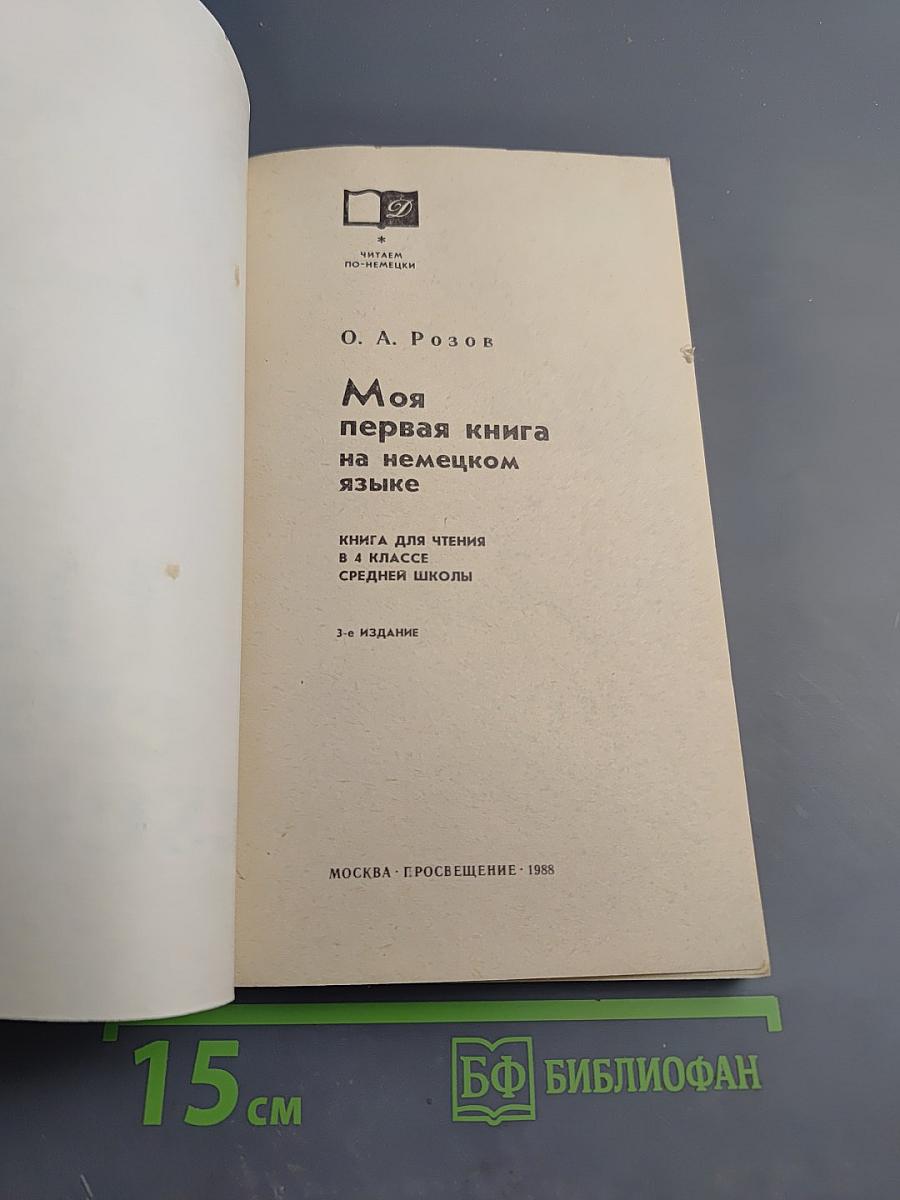 Д
*
ЧИТАЕМ
ПО-НЕМЕЦКИ
О. А. Розов
Моя
первая книга
на немецком
языке
КНИГА ДЛЯ ЧТЕНИЯ
В 4 КЛАССЕ
СРЕДНЕЙ ШКОЛЫ
3-е ИЗДАНИЕ
МОСКВА · ПРОСВЕЩЕНИЕ · 1988
15 см
БФ БИБЛИОФАН